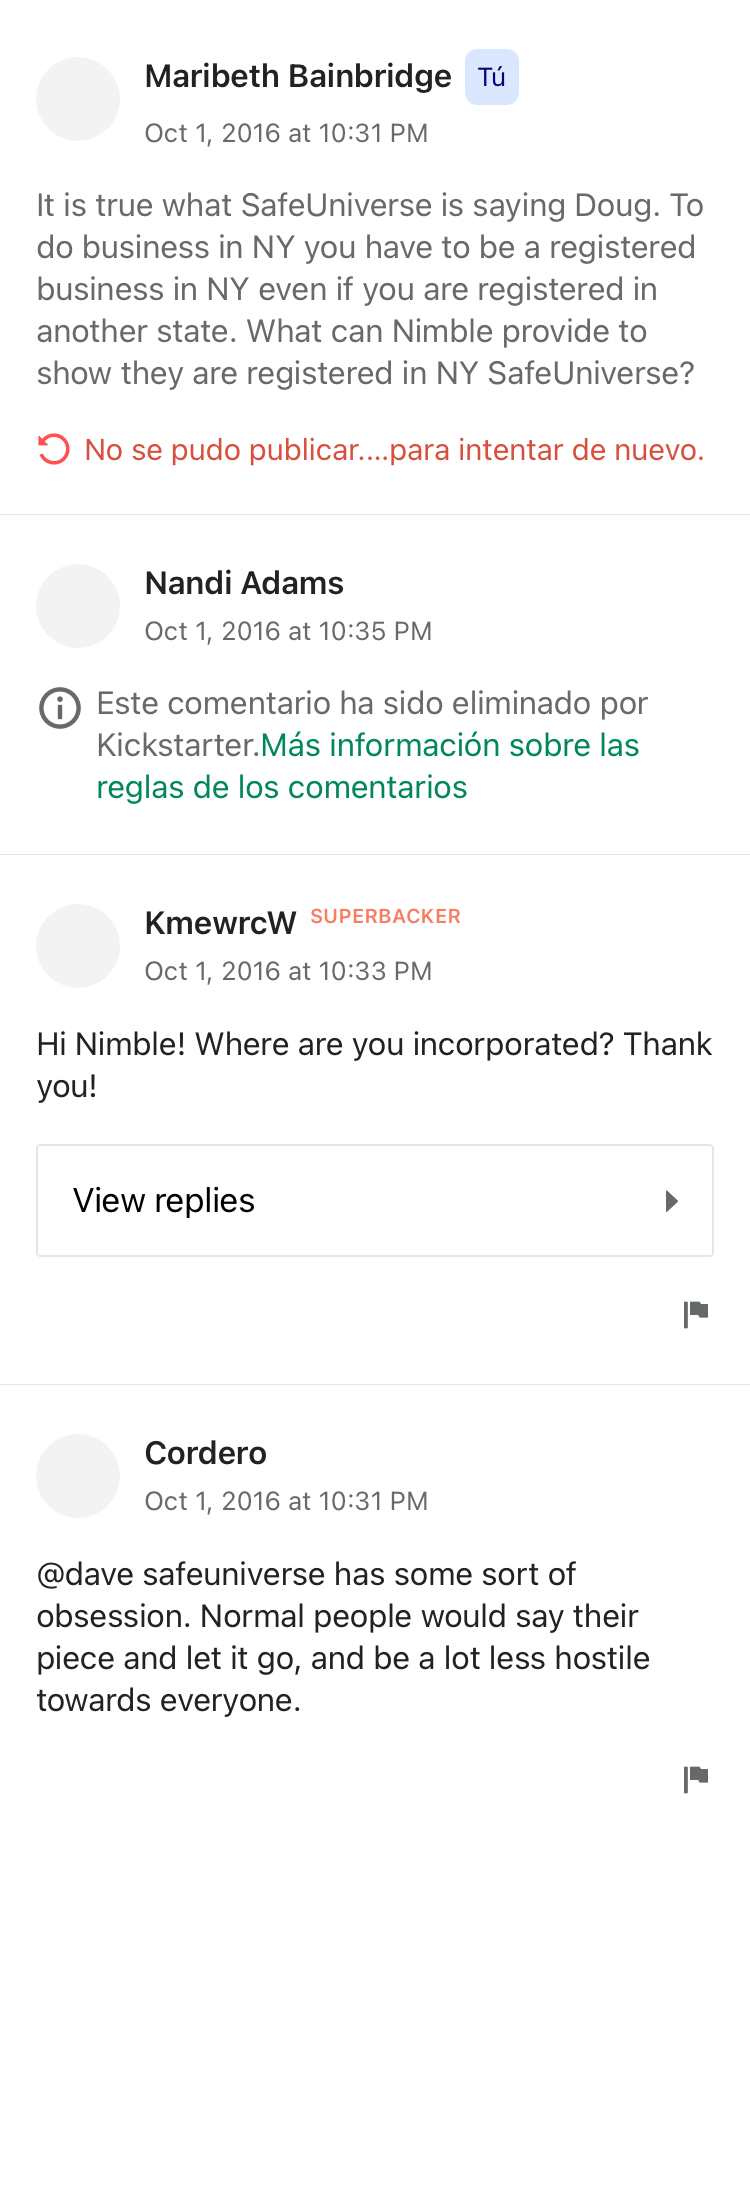 Maribeth Bainbridge Tú
Oct 1, 2016 at 10:31 PM
It is true what SafeUniverse is saying Doug. To
do business in NY you have to be a registered
business in NY even if you are registered in
another state. What can Nimble provide to
show they are registered in NY SafeUniverse?
No se pudo publicar....para intentar de nuevo.
Nandi Adams
Oct 1, 2016 at 10:35 PM
Este comentario ha sido eliminado por
Kickstarter.Más información sobre las
reglas de los comentarios
KmewrcW SUPERBACKER
Oct 1, 2016 at 10:33 PM
Hi Nimble! Where are you incorporated? Thank
you!
View replies
Cordero
Oct 1, 2016 at 10:31 PM
@dave safeuniverse has some sort of
obsession. Normal people would say their
piece and let it go, and be a lot less hostile
towards everyone.